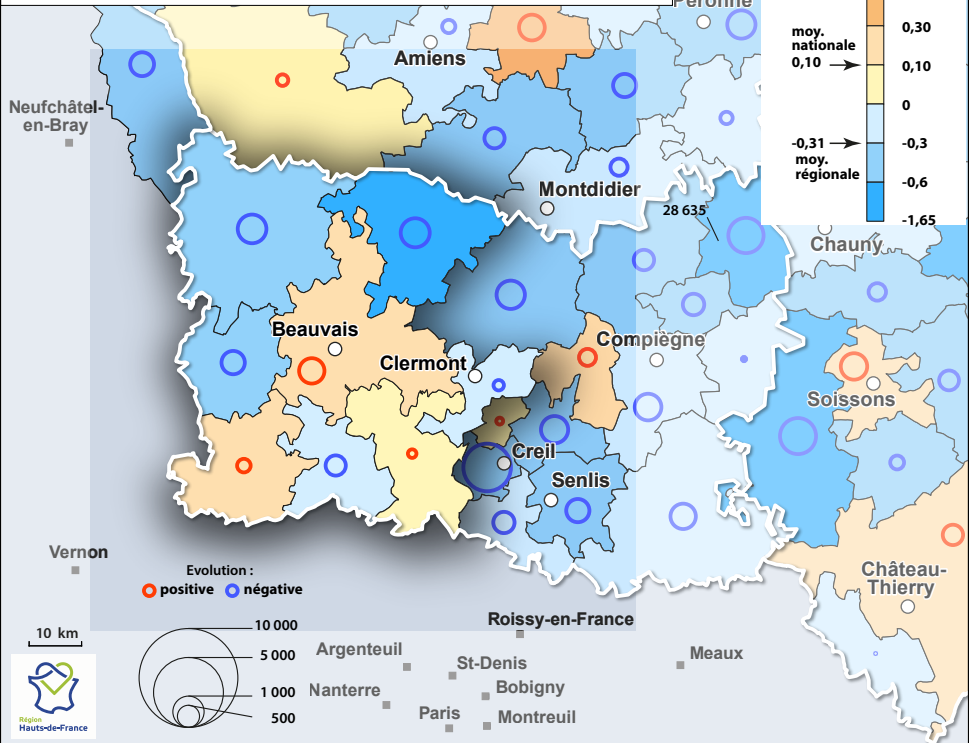 Péronne
Amiens
Neufchâtel-
en-Bray
Montdidier
28 635
moy.
nationale
0,10
-0,31
moy.
régionale
0,30
0,10
0
-0,3
-0,6
-1,65
Chauny
Beauvais
Clermont
Compiègne
Soissons
Creil
Senlis
Vernon
Château-
Thierry
Evolution :
positive
négative
10 km
10 000
5 000
1 000
500
Roissy-en-France
Argenteuil
St-Denis
Meaux
Nanterre
Bobigny
Paris
Montreuil
Région
Hauts-de-France